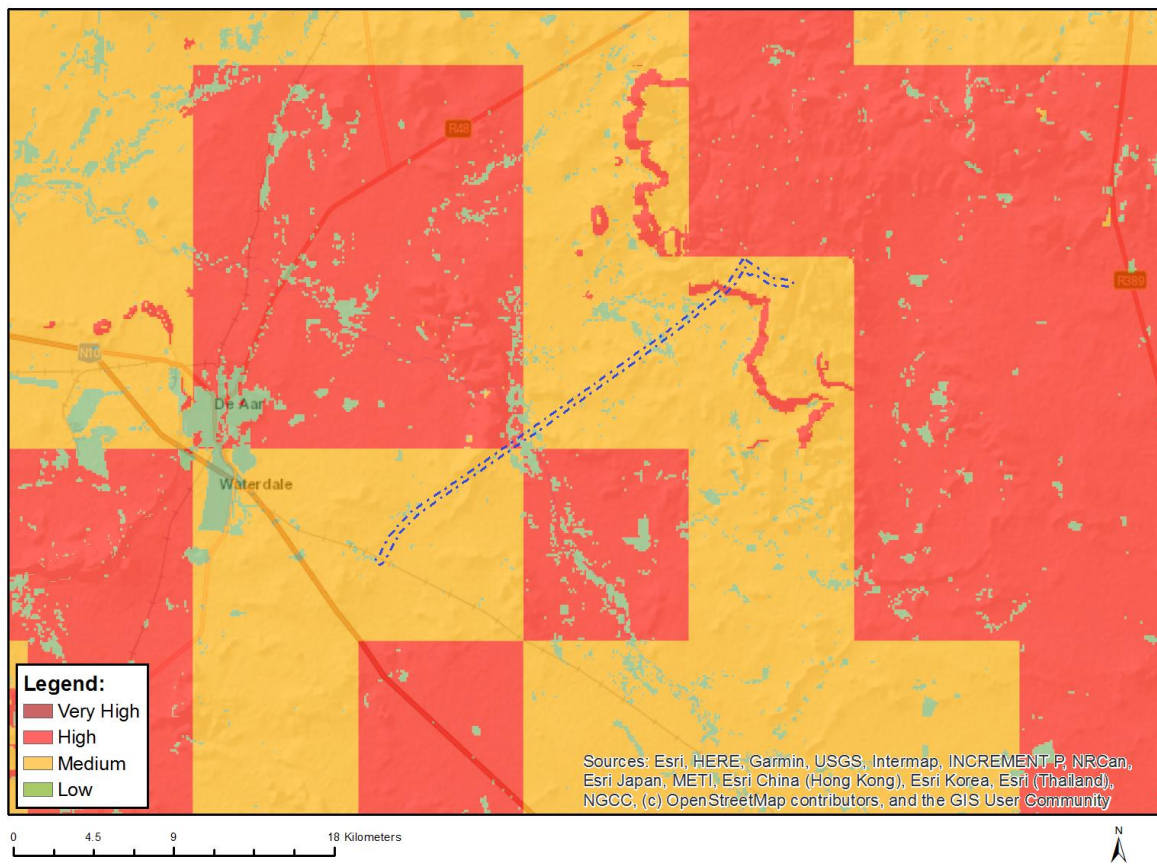 R48
R389
N10
De Aar
Waterdale
Legend:
Very High
High
Medium
Low
Sources: Esri, HERE, Garmin, USGS, Intermap, INCREMENT P, NRCan,
Esri Japan, METI, Esri China (Hong Kong), Esri Korea, Esri (Thailand),
NGCC, (c) OpenStreetMap contributors, and the GIS User Community
0 4.5 9 18 Kilometers
N